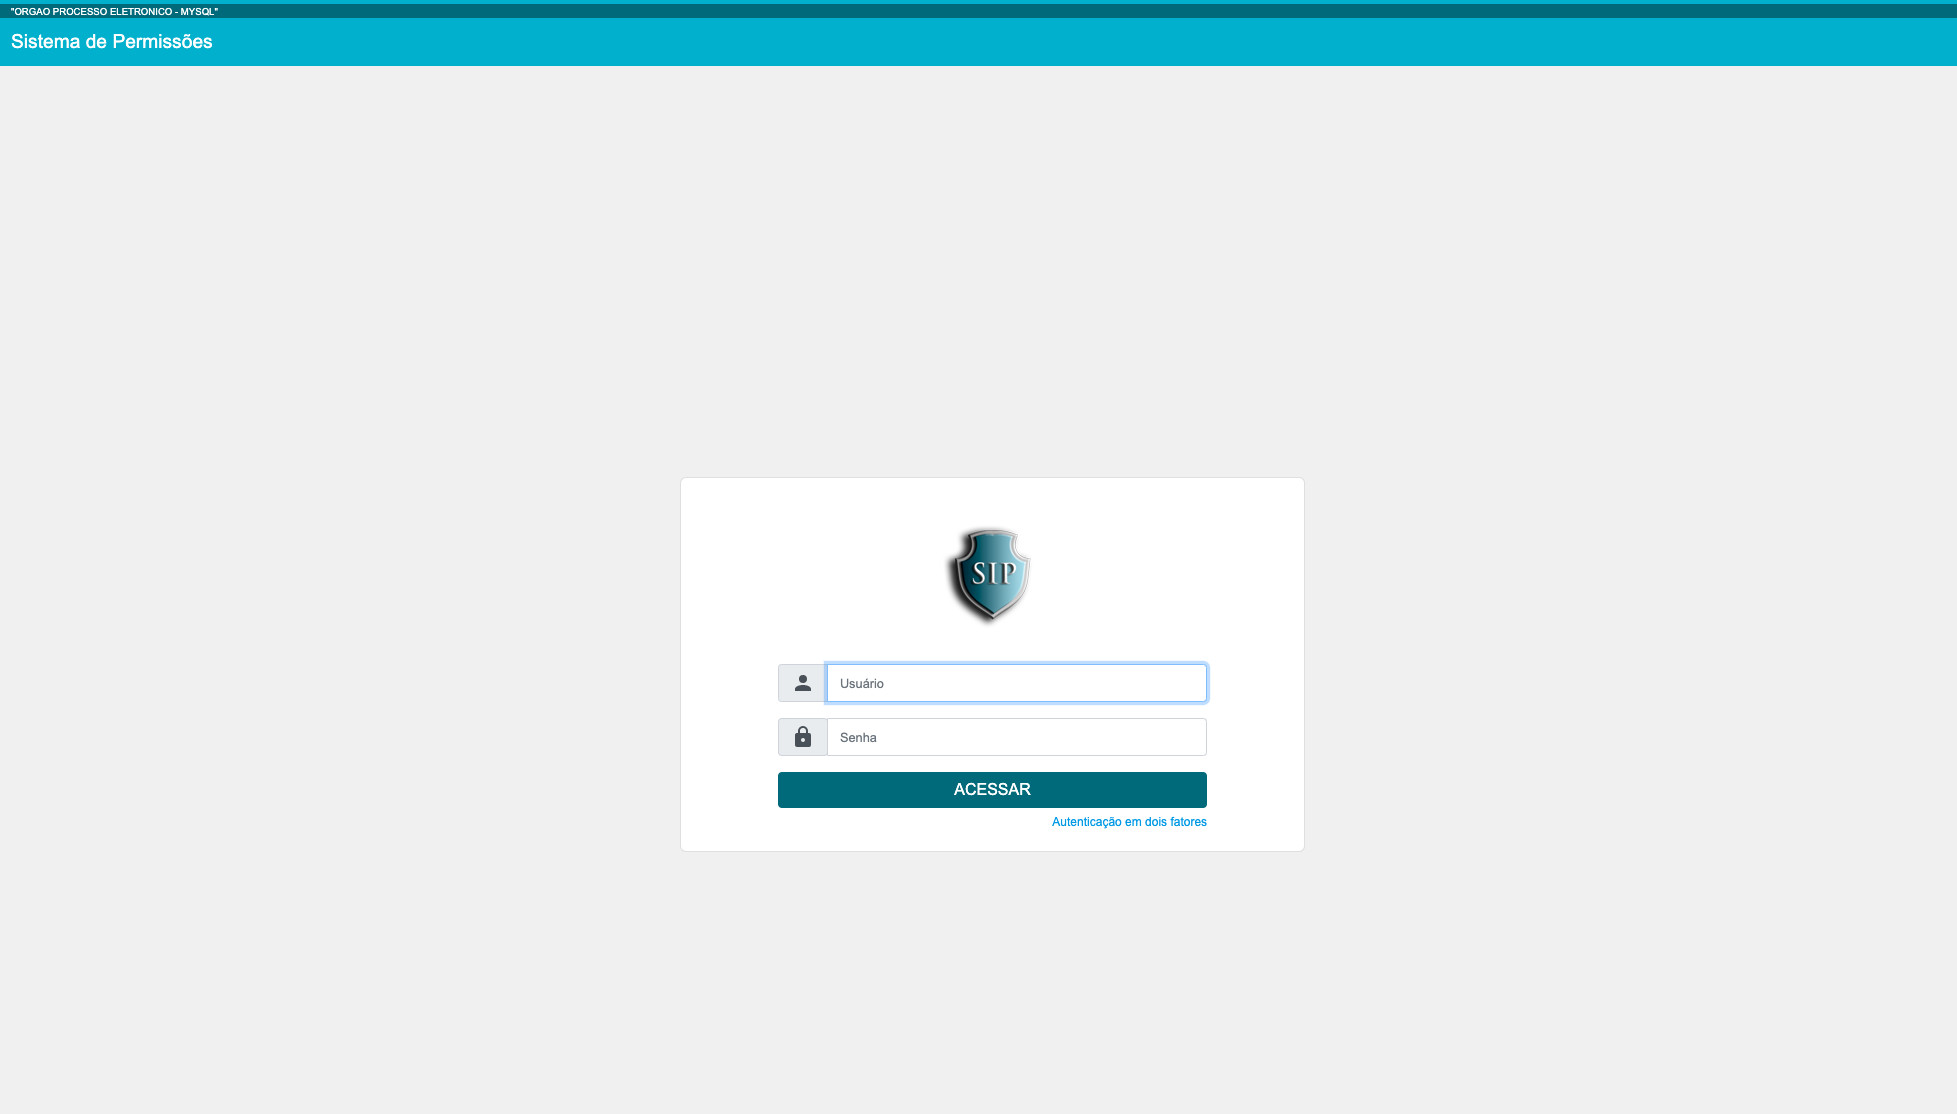 "ORGAO PROCESSO ELETRONICO - MYSQL"
Sistema de Permissões
SIP
Usuário
Senha
ACESSAR
Autenticação em dois fatores